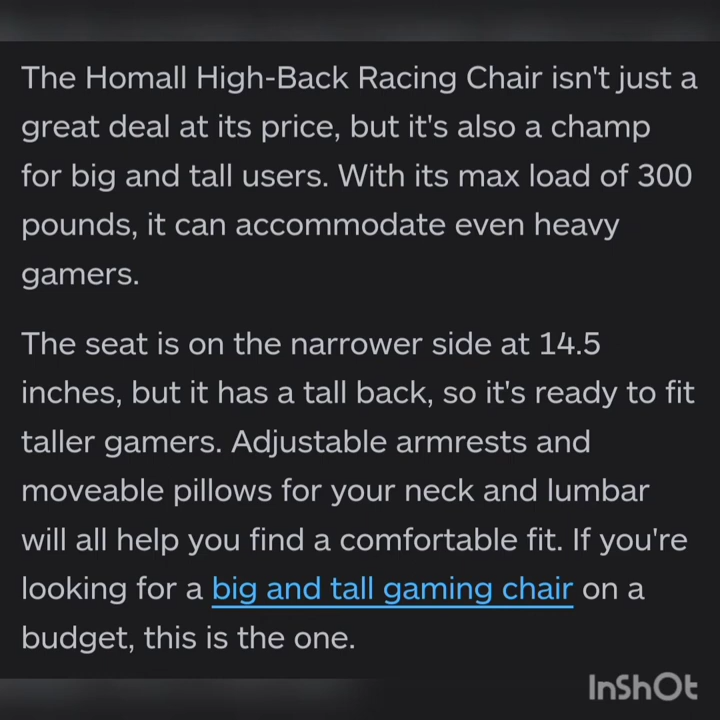 The Homall High-Back Racing Chair isn't just a
great deal at its price, but it's also a champ
for big and tall users. With its max load of 300
pounds, it can accommodate even heavy
gamers.
The seat is on the narrower side at 14.5
inches, but it has a tall back, so it's ready to fit
taller gamers. Adjustable armrests and
moveable pillows for your neck and lumbar
will all help you find a comfortable fit. If you're
looking for a big and tall gaming chair on a
budget, this is the one.
InShOt